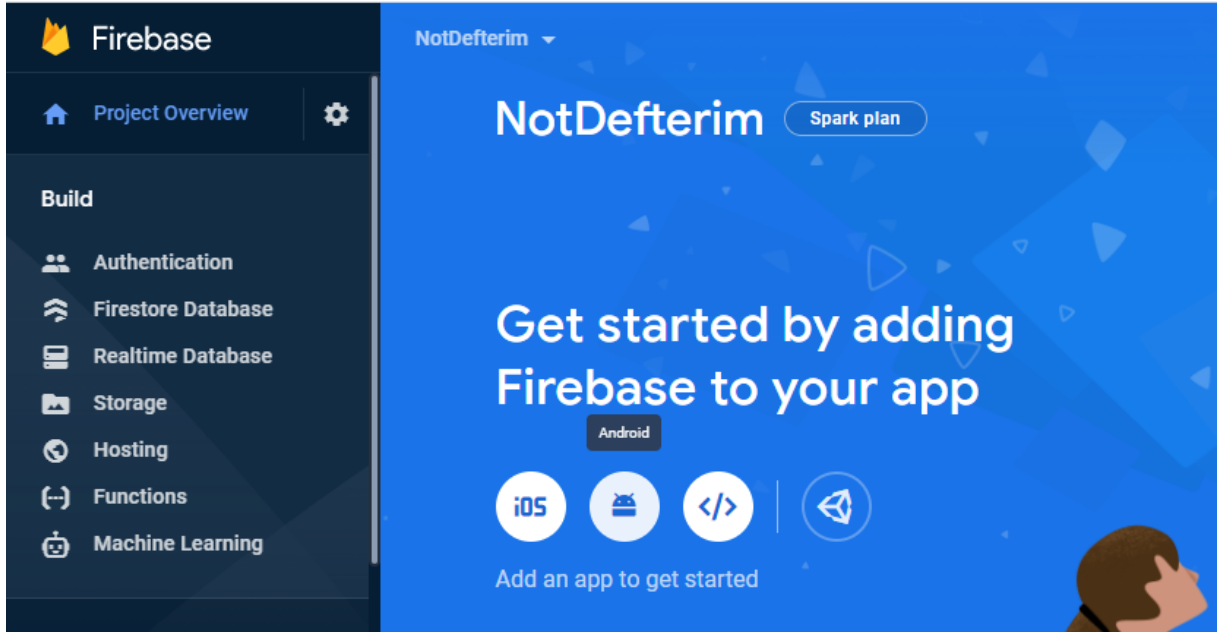 Firebase
Project Overview
Build
Authentication
Firestore Database
Realtime Database
Storage
Hosting
Functions
Machine Learning
NotDefterim
NotDefterim
Spark plan
Get started by adding
Firebase to your app
Android
iOS
</>
Add an app to get started